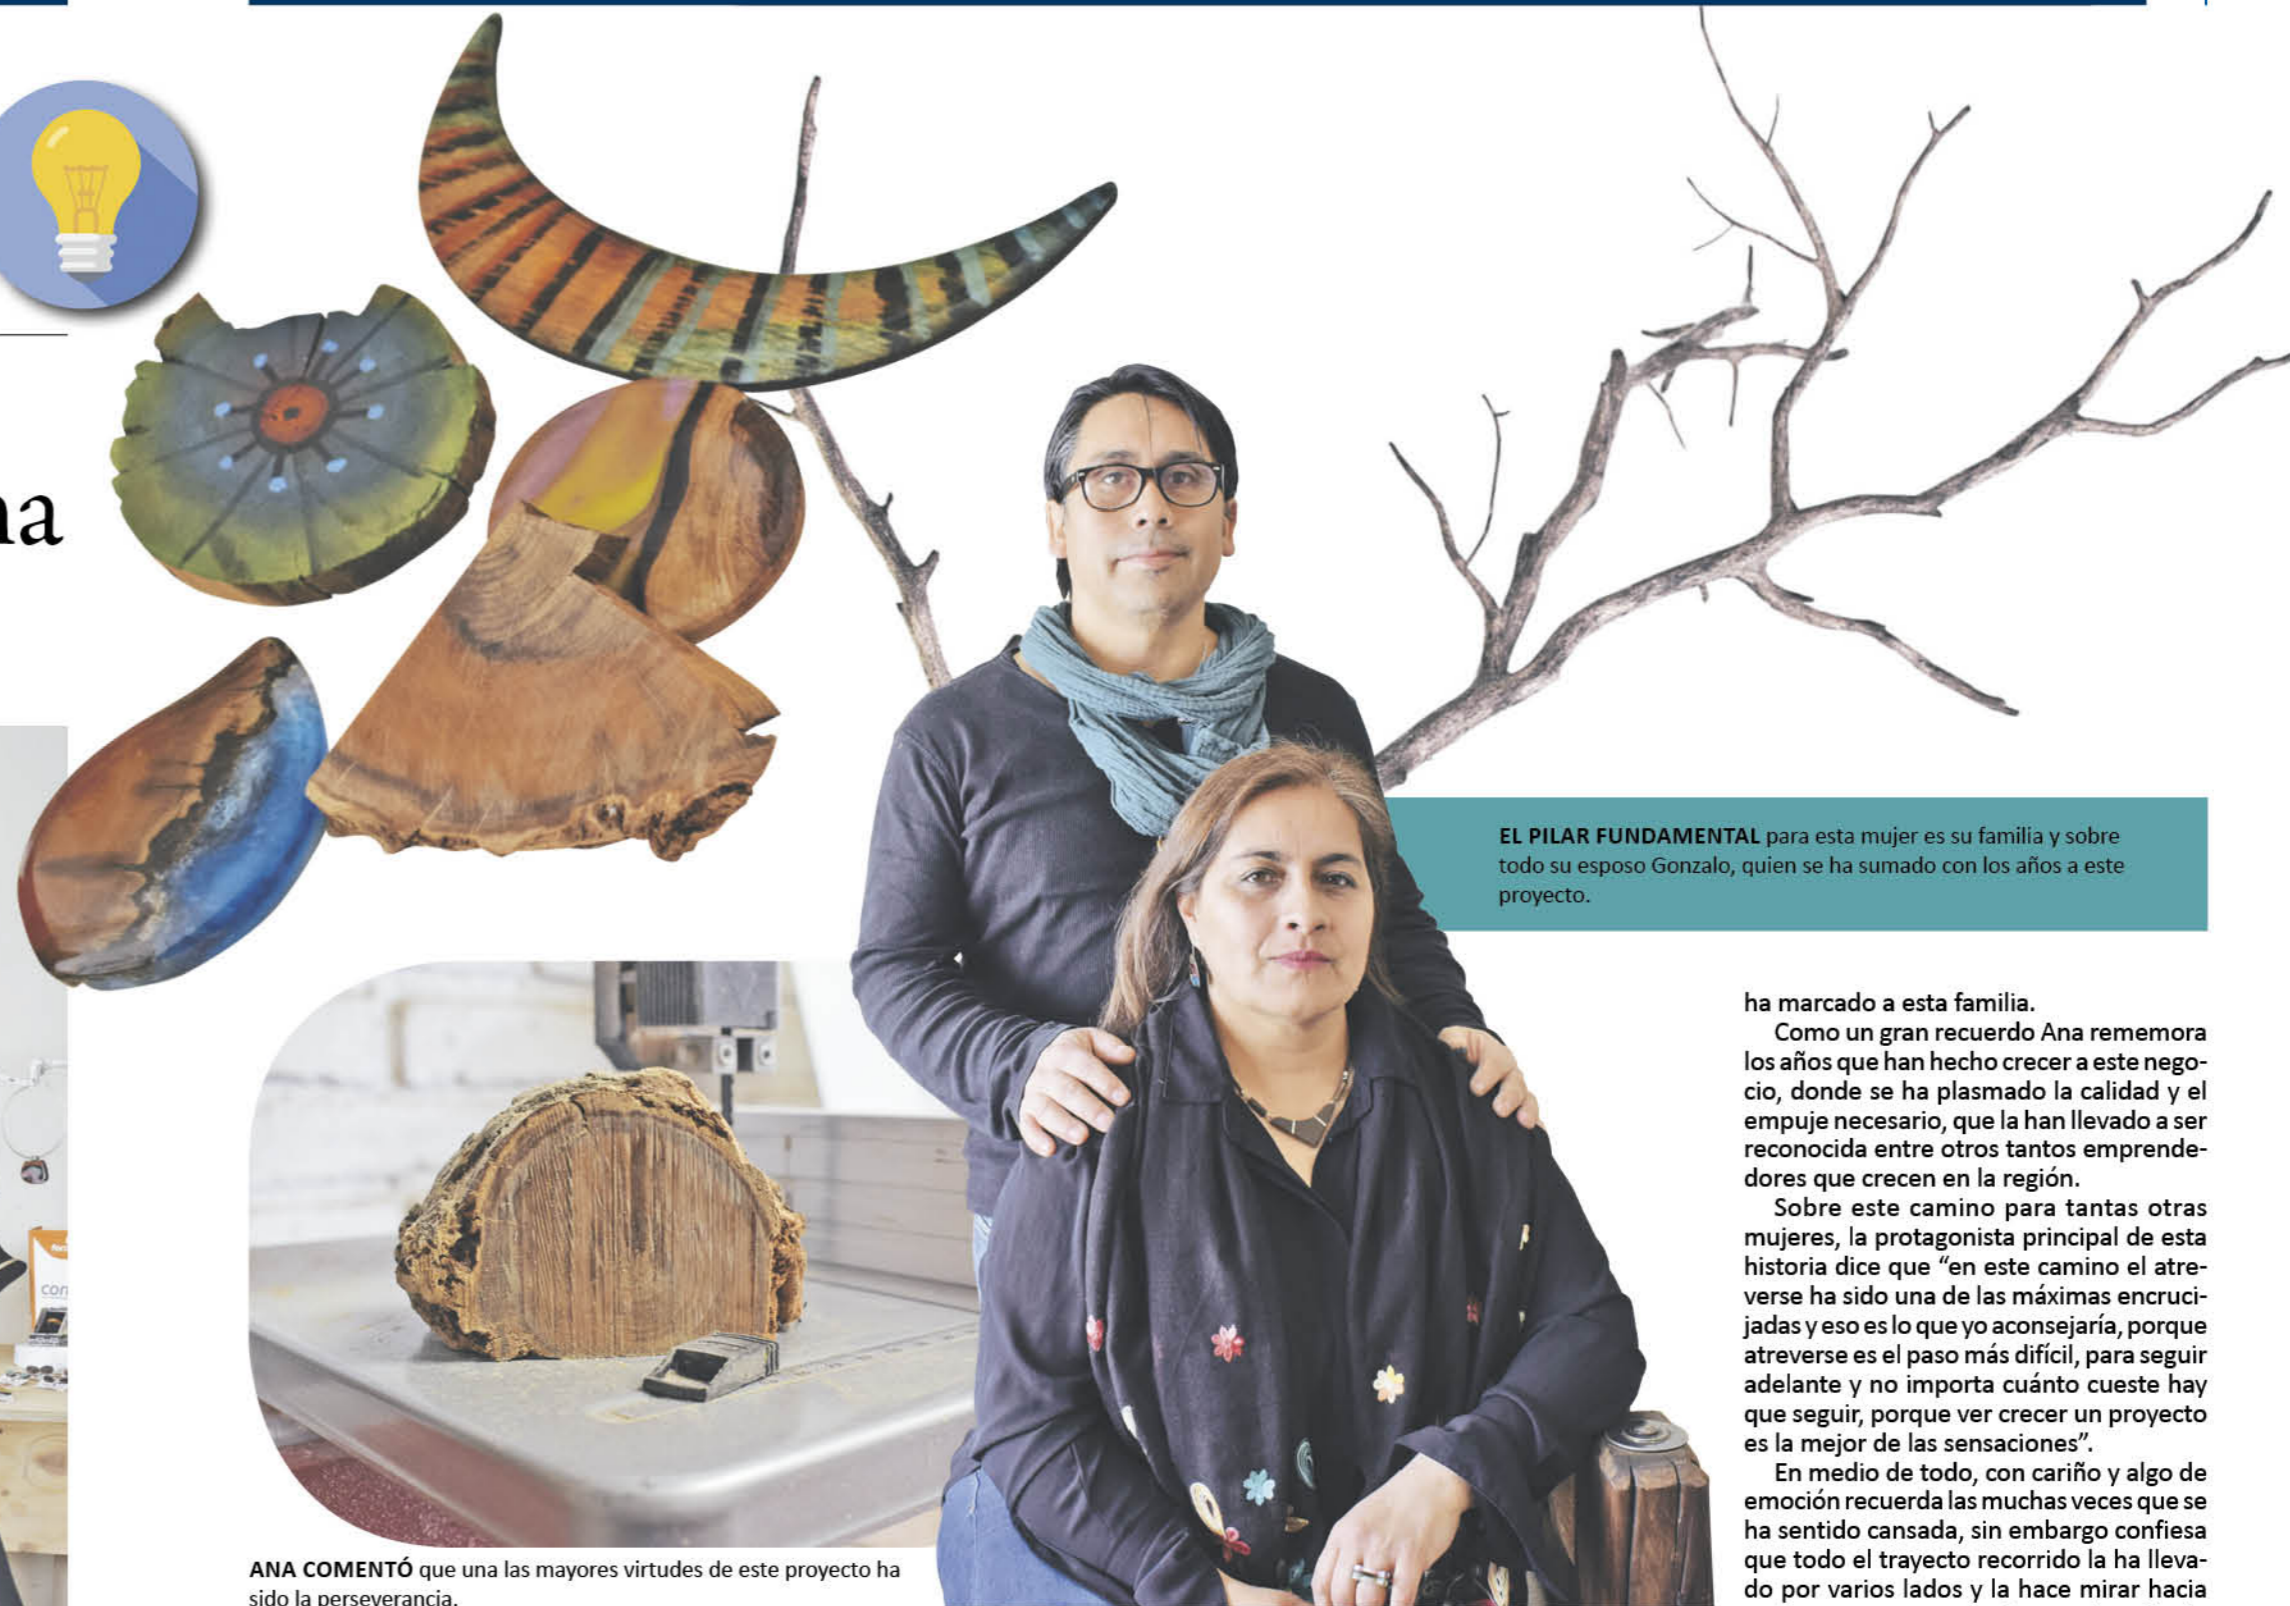 EL PILAR FUNDAMENTAL para esta mujer es su familia y sobre
todo su esposo Gonzalo, quien se ha sumado con los años a este
proyecto.
ANA COMENTÓ que una las mayores virtudes de este proyecto ha
sido la perseverancia.
ha marcado a esta familia.
Como un gran recuerdo Ana rememora
los años que han hecho crecer a este nego-
cio, donde se ha plasmado la calidad y el
empuje necesario, que la han llevado a ser
reconocida entre otros tantos emprende-
dores que crecen en la región.
Sobre este camino para tantas otras
mujeres, la protagonista principal de esta
historia dice que “en este camino el atre-
verse ha sido una de las máximas encruci-
jadas y eso es lo que yo aconsejaría, porque
atreverse es el paso más difícil, para seguir
adelante y no importa cuánto cueste hay
que seguir, porque ver crecer un proyecto
es la mejor de las sensaciones”.
En medio de todo, con cariño y algo de
emoción recuerda las muchas veces que se
ha sentido cansada, sin embargo confiesa
que todo el trayecto recorrido la ha lleva-
do por varios lados y la hace mirar hacia